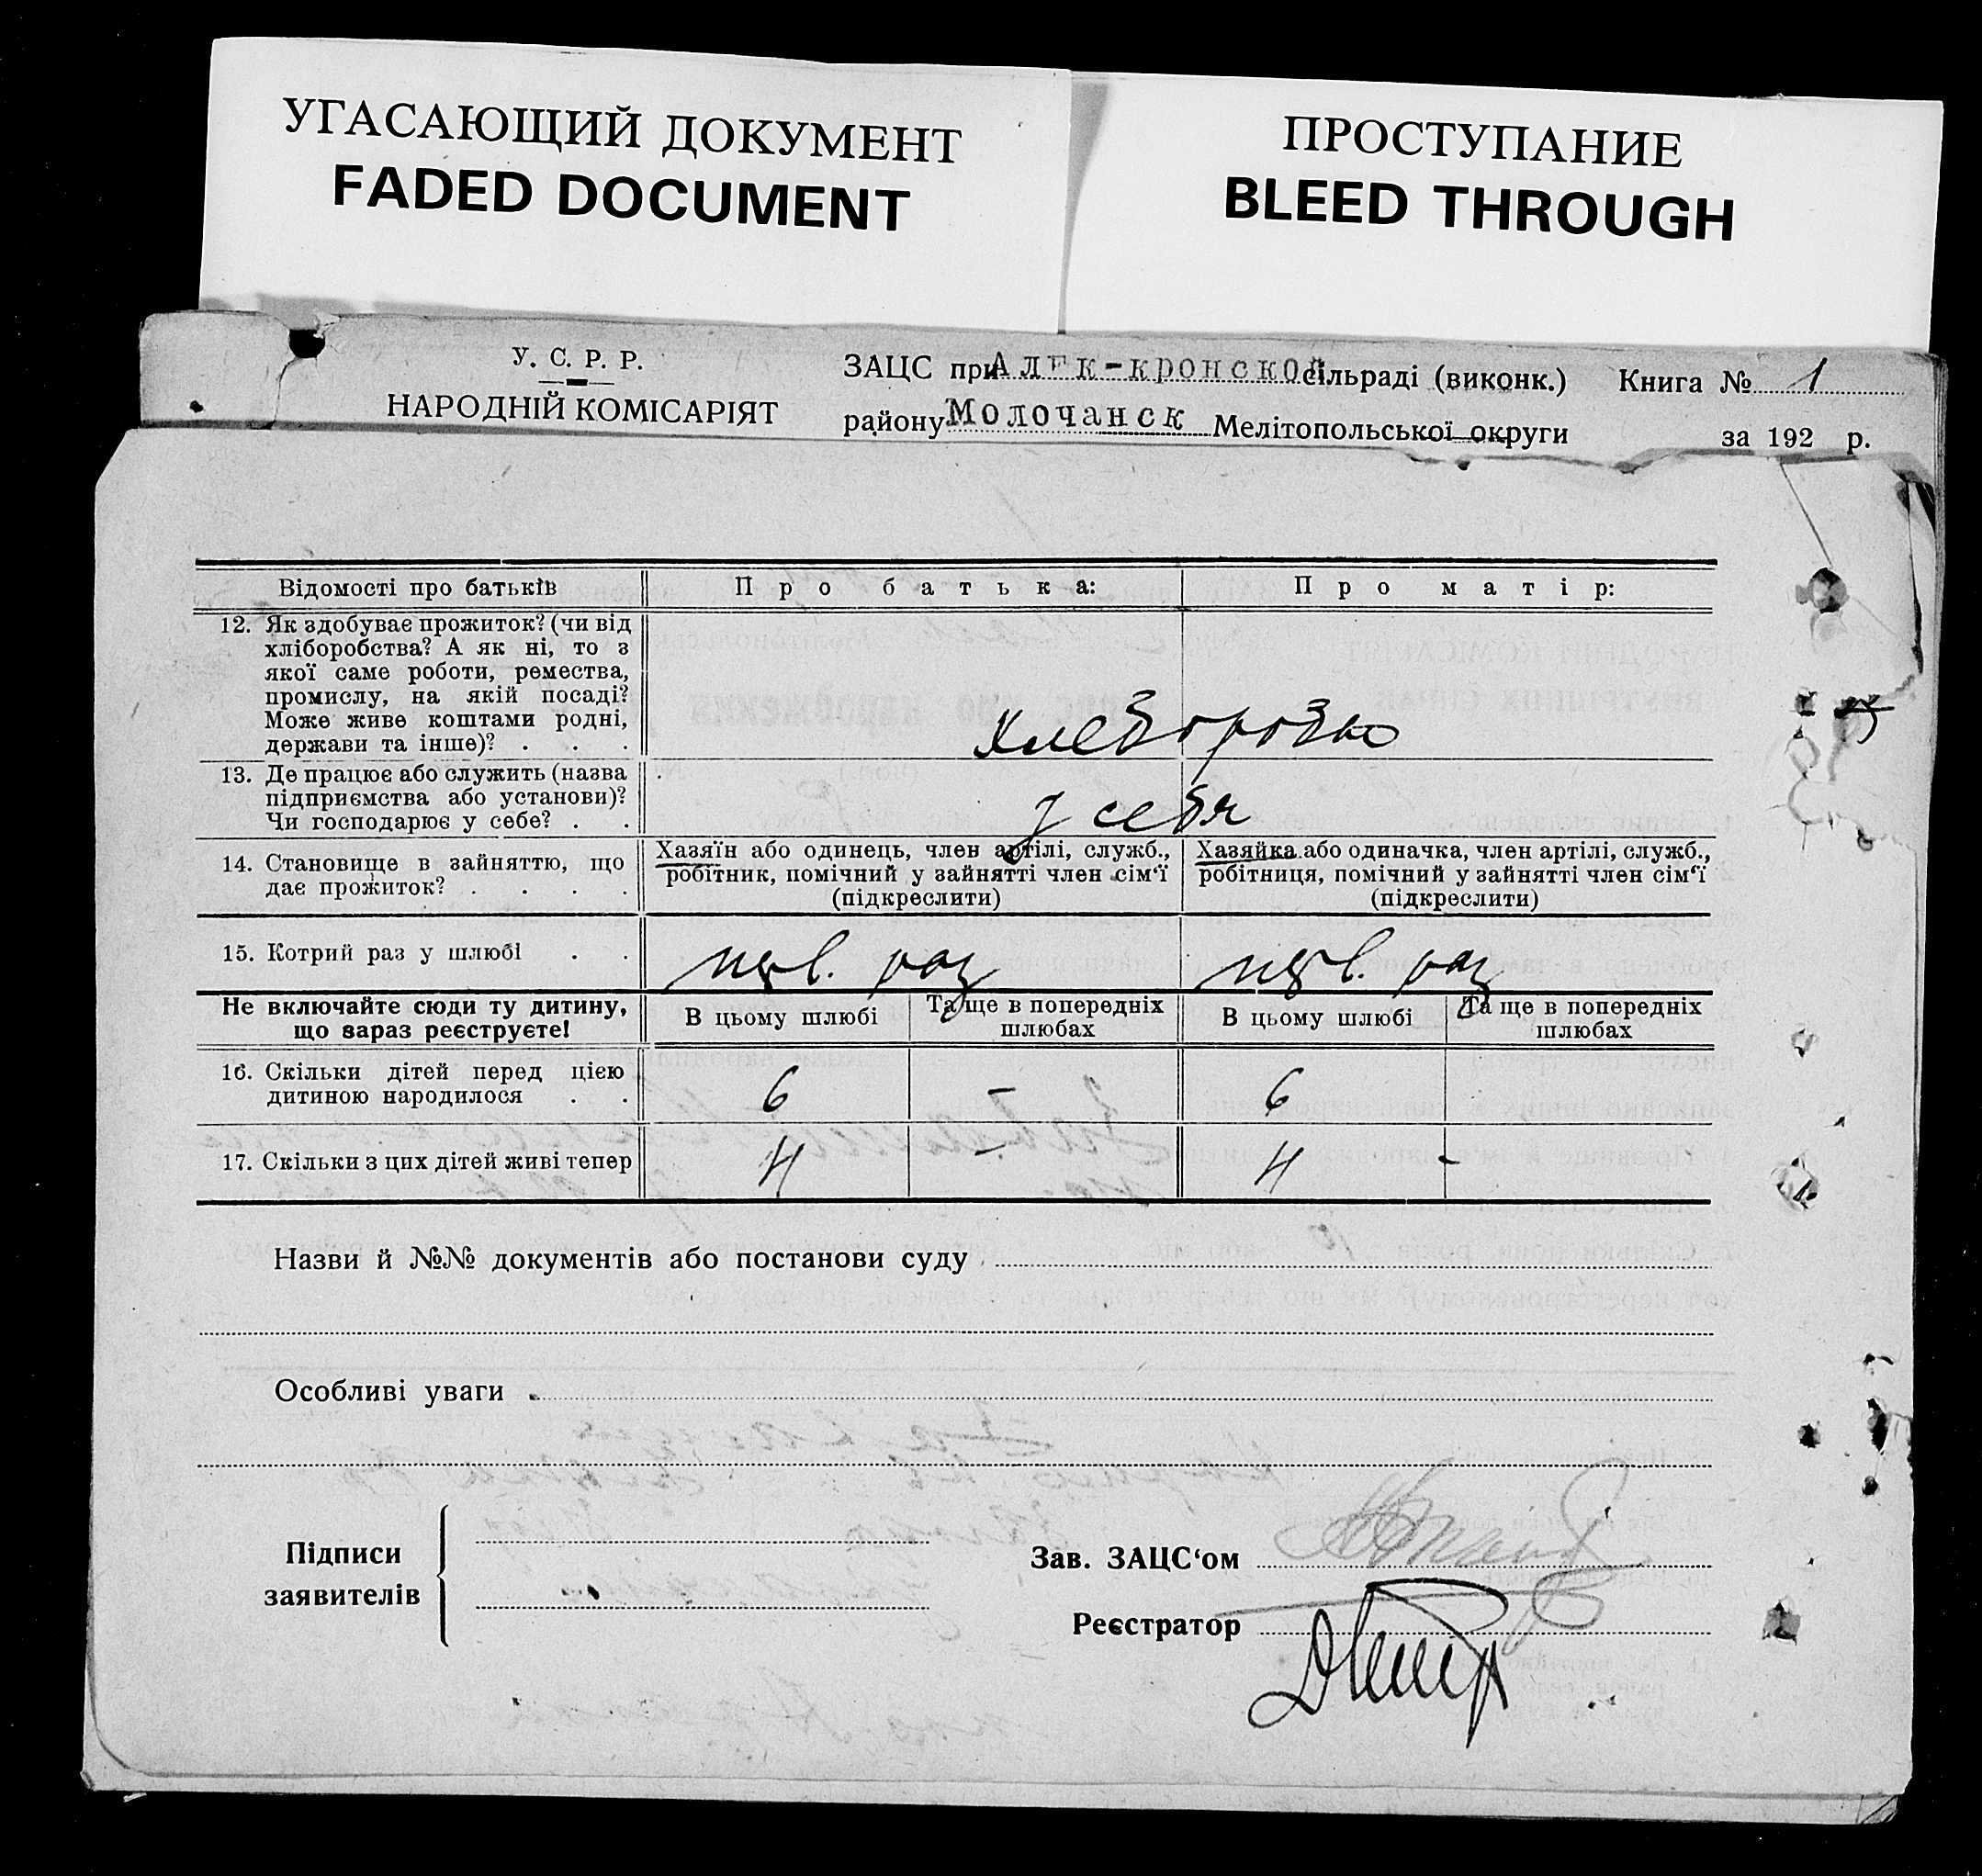 УГАСАЮЩИЙ ДОКУМЕНТ
FADED DOCUMENT
ПРОСТУПАНИЕ
BLEED THROUGH
У. С. Р. Р.
НАРОДНІЙ КОМІСАРІЯТ
ЗАЦС при Алек-кронской сільраді (виконк.) Книга № 1
району Молочанск Мелітопольської округи за 192 р.
Відомості про батьків
Про батька:
Про матір:
12. Як здобуває прожиток? (чи від
хліборобства? А як ні, то з
якої саме роботи, ремества,
промислу, на якій посаді?
Може живе коштами родні,
держави та інше)? . . .
13. Де працює або служить (назва
підприємства або установи)?
Чи господарює у себе? . .
у себя
14. Становище в зайняттю, що
дає прожиток? . . . .
Хазяїн або одинець, член артілі, служб.,
робітник, помічний у зайнятті член сім‘ї
(підкреслити)
Хазяйка або одиначка, член артілі, служб.,
робітниця, помічний у зайнятті член сім‘ї
(підкреслити)
15. Котрий раз у шлюбі . .
перв. раз
перв. раз
Не включайте сюди ту дитину,
що зараз реєструєте!
В цьому шлюбі
Та ще в попередніх
шлюбах
В цьому шлюбі
Та ще в попередніх
шлюбах
16. Скільки дітей перед цією
дитиною народилося . .
6 – 6
17. Скільки з цих дітей живі тепер
4 – 4 -
Назви й №№ документів або постанови суду
Особливі уваги
Підписи
заявителів
Зав. ЗАЦС‘ом
Реєстратор